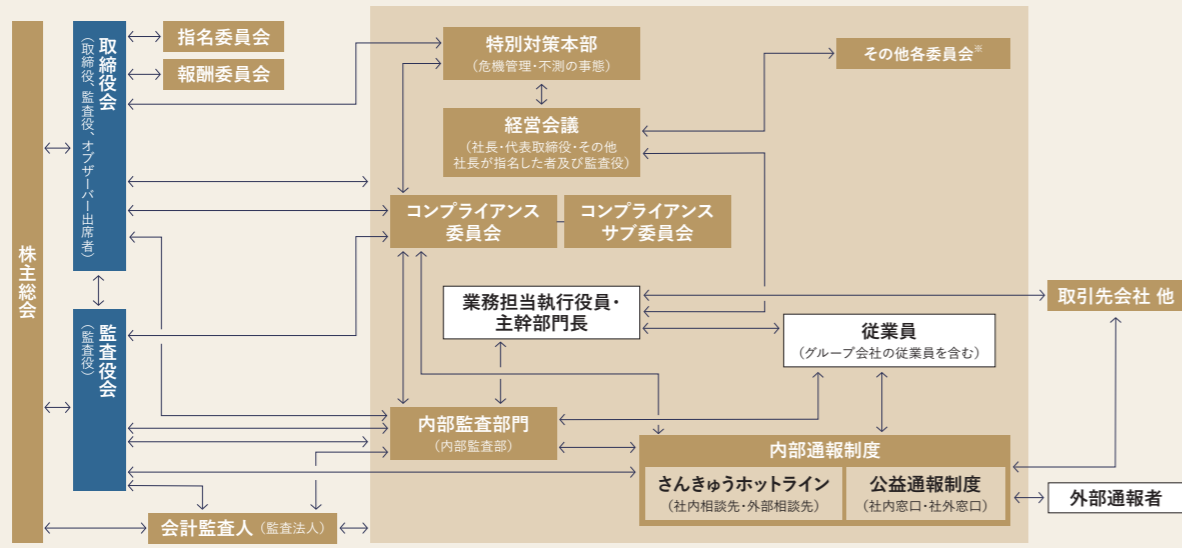 株主総会
取締役会
（取締役、監査役、オブザーバー出席者）
監査役会
（監査役）
指名委員会
報酬委員会
特別対策本部
（危機管理・不測の事態）
その他各委員会※
経営会議
（社長・代表取締役・その他
社長が指名した者及び監査役）
コンプライアンス
委員会
コンプライアンス
サブ委員会
業務担当執行役員・
主幹部門長
従業員
（グループ会社の従業員を含む）
取引先会社 他
内部監査部門
（内部監査部）
内部通報制度
さんきゅうホットライン
（社内相談先・外部相談先）
公益通報制度
（社内窓口・社外窓口）
外部通報者
会計監査人（監査法人）